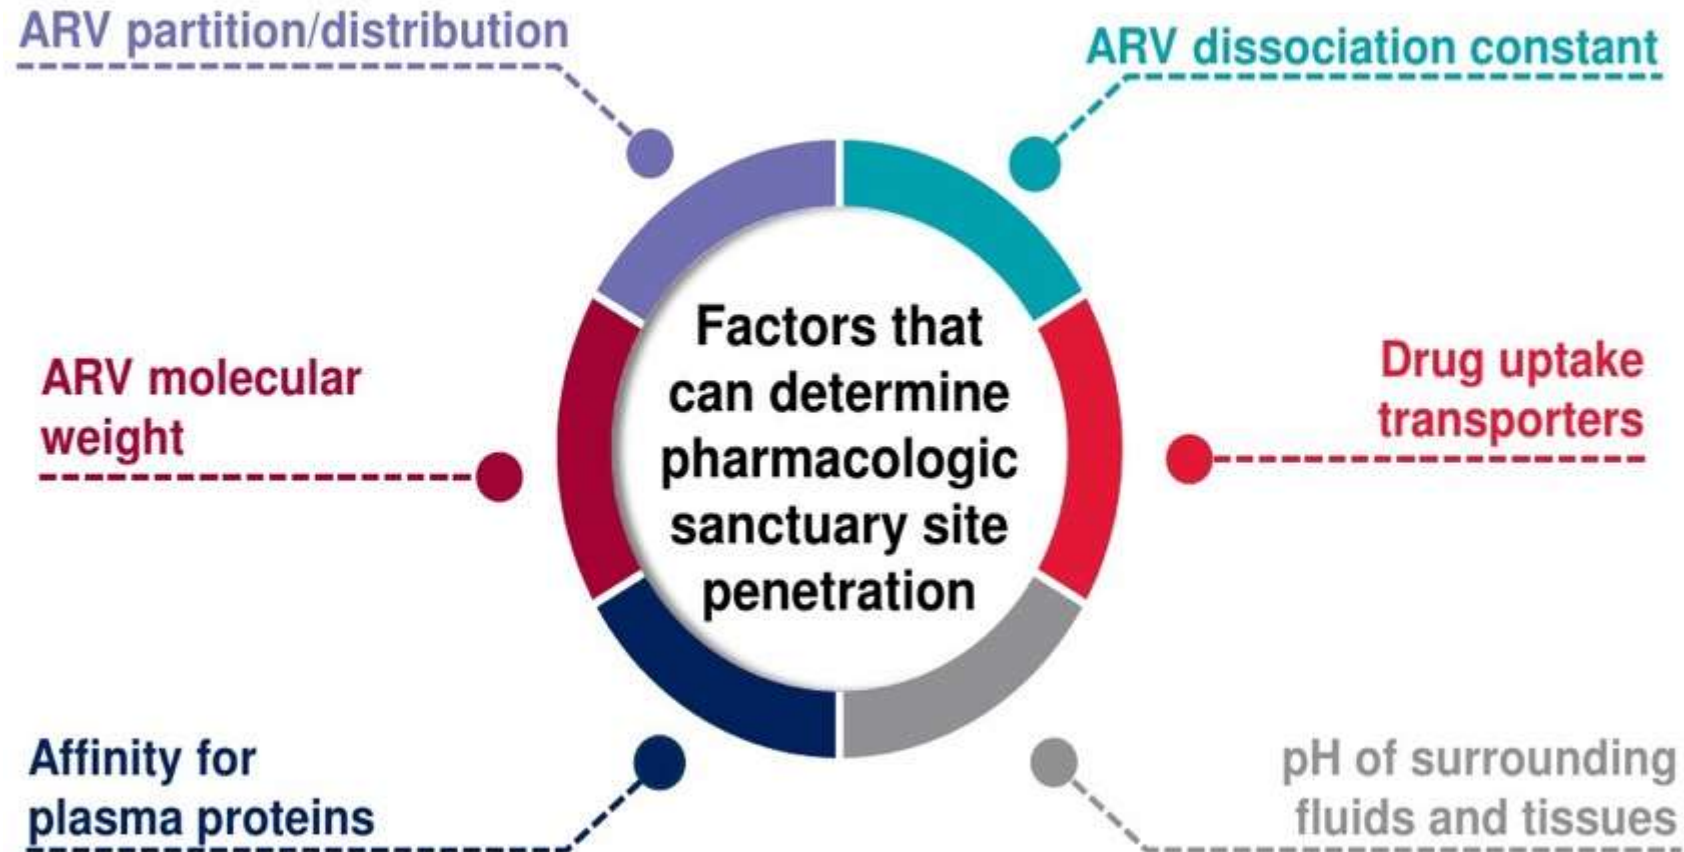 ARV partition/distribution
ARV dissociation constant
ARV molecular
weight
Factors that
can determine
pharmacologic
sanctuary site
penetration
Drug uptake
transporters
Affinity for
plasma proteins
pH of surrounding
fluids and tissues